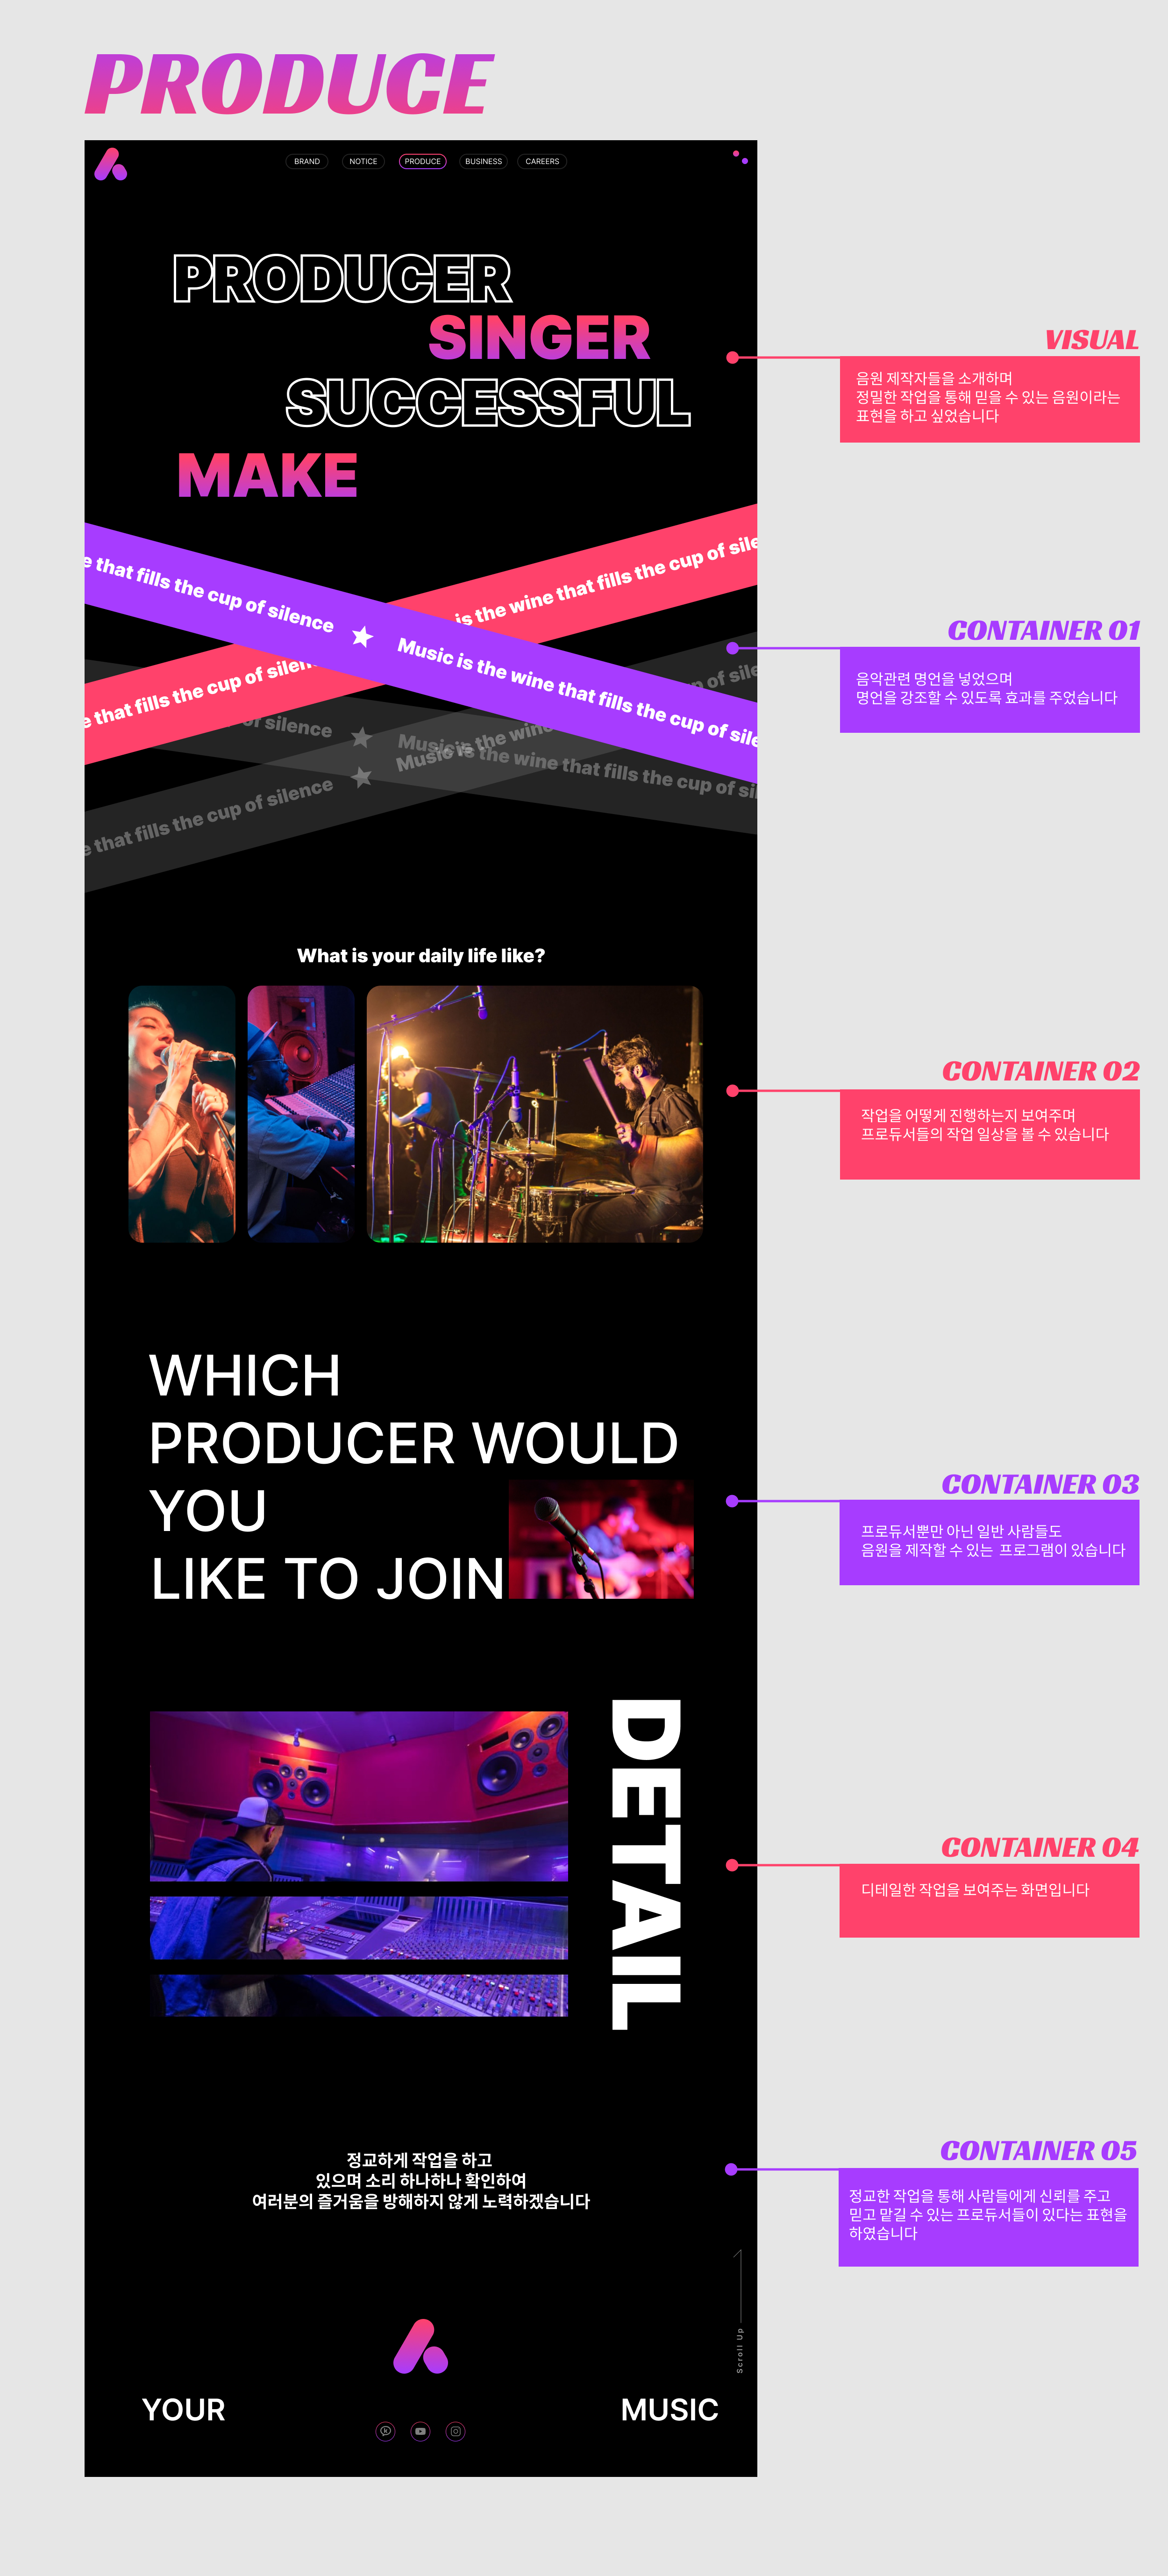 PRODUCE
BRAND
NOTICE
PRODUCE
BUSINESS
CAREERS
PRODUCER
SINGER
SUCCESSFUL
MAKE
VISUAL
음원 제작자들을 소개하며
정밀한 작업을 통해 믿을 수 있는 음원이라는
표현을 하고 싶었습니다
e that fills the cup of silence ★ Music is the wine that fills the cup of sile
e that fills the cup of silen
is the wine that fills the cup of sile
of silence ★ Music is the wine that fills the cup of si
e that fills the cup of silence ★ Music is the wine
p of sile
CONTAINER 01
음악관련 명언을 넣었으며
명언을 강조할 수 있도록 효과를 주었습니다
What is your daily life like?
CONTAINER 02
작업을 어떻게 진행하는지 보여주며
프로듀서들의 작업 일상을 볼 수 있습니다
WHICH
PRODUCER WOULD
YOU
LIKE TO JOIN
CONTAINER 03
프로듀서뿐만 아닌 일반 사람들도
음원을 제작할 수 있는 프로그램이 있습니다
DETAIL
CONTAINER 04
디테일한 작업을 보여주는 화면입니다
정교하게 작업을 하고
있으며 소리 하나하나 확인하여
여러분의 즐거움을 방해하지 않게 노력하겠습니다
CONTAINER 05
정교한 작업을 통해 사람들에게 신뢰를 주고
믿고 맡길 수 있는 프로듀서들이 있다는 표현을
하였습니다
Scroll Up
YOUR
MUSIC